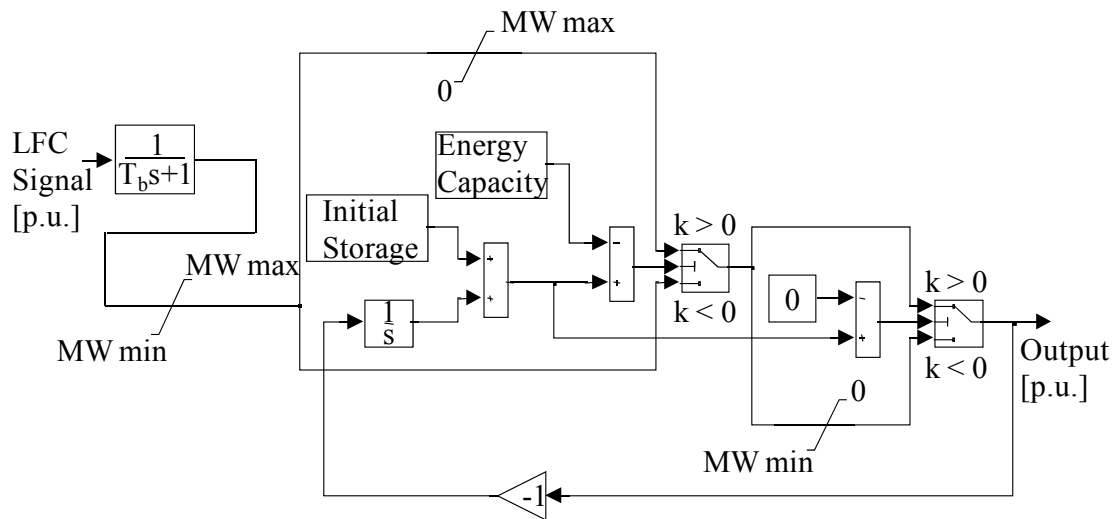 MW max
0
LFC
Signal
[p.u.]
1
T_bs+1
Energy
Capacity
Initial
Storage
MW max
MW min
+
+
-
+
k > 0
k < 0
1
s
0
-
+
k > 0
k < 0
Output
[p.u.]
0
MW min
-1